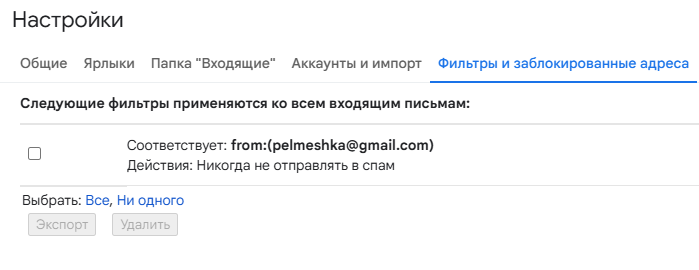 Настройки
Общие Ярлыки Папка "Входящие" Аккаунты и импорт Фильтры и заблокированные адреса
Следующие фильтры применяются ко всем входящим письмам:
Соответствует: from:(pelmeshka@gmail.com)
Действия: Никогда не отправлять в спам
Выбрать: Все, Ни одного
Экспорт Удалить